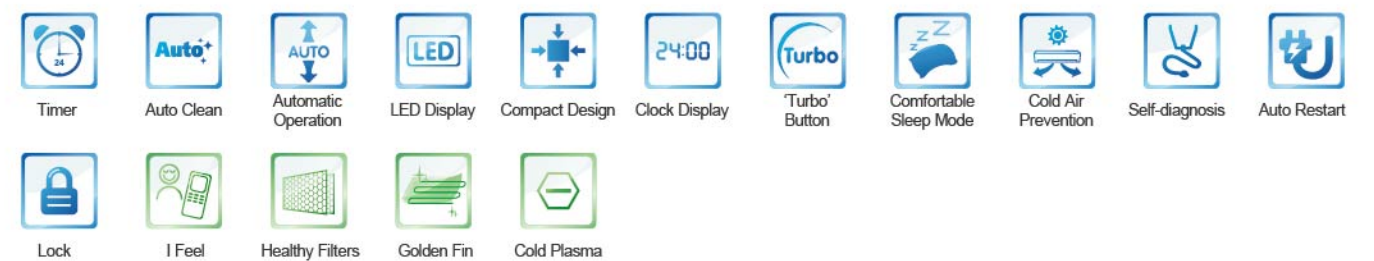 24
Auto
AUTO
LED
24:00
Turbo
z Z Z
Timer
Auto Clean
Automatic
Operation
LED Display
Compact Design
Clock Display
'Turbo'
Button
Comfortable
Sleep Mode
Cold Air
Prevention
Self-diagnosis
Auto Restart
Lock
I Feel
Healthy Filters
Golden Fin
Cold Plasma